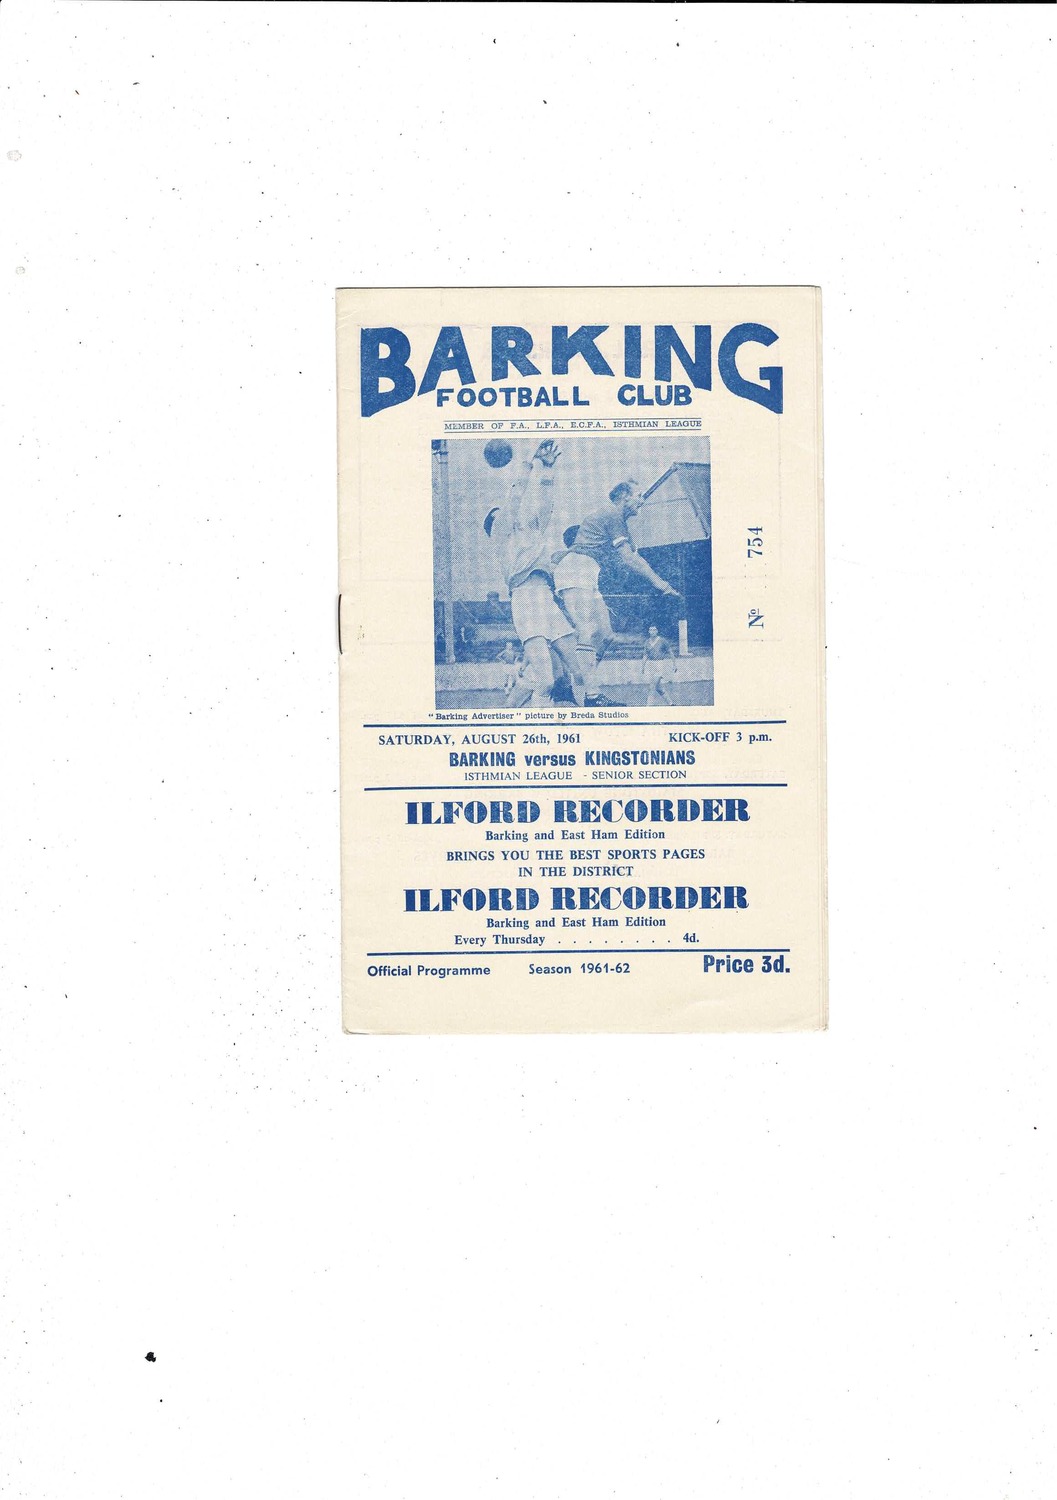 BARKING
FOOTBALL CLUB
MEMBER OF F.A., L.F.A., E.C.F.A., ISTHMIAN LEAGUE
Nº 754
"Barking Advertiser" picture by Breda Studios
SATURDAY, AUGUST 26th, 1961 KICK-OFF 3 p.m.
BARKING versus KINGSTONIANS
ISTHMIAN LEAGUE - SENIOR SECTION
ILFORD RECORDER
Barking and East Ham Edition
BRINGS YOU THE BEST SPORTS PAGES
IN THE DISTRICT
ILFORD RECORDER
Barking and East Ham Edition
Every Thursday . . . . . . . . 4d.
Official Programme Season 1961-62 Price 3d.